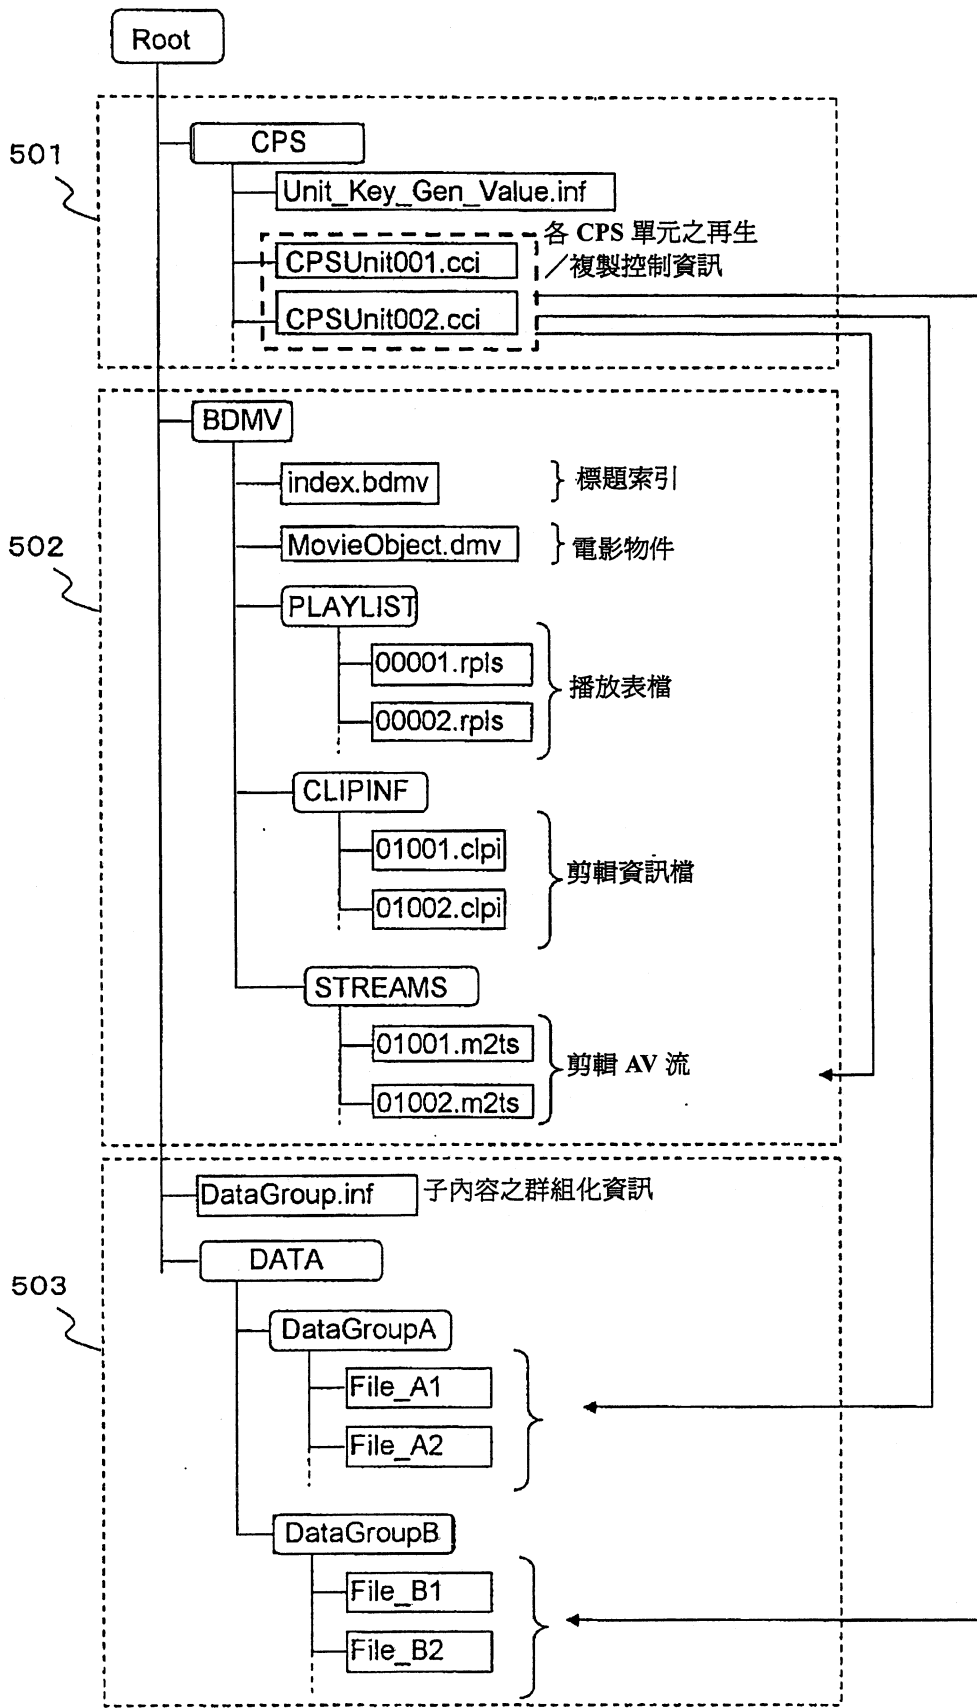 Root
501
CPS
Unit_Key_Gen_Value.inf
各 CPS 單元之再生
／複製控制資訊
CPSUnit001.cci
CPSUnit002.cci
502
BDMV
index.bdmv
標題索引
MovieObject.dmv
電影物件
PLAYLIST
00001.rpls
00002.rpls
播放表檔
CLIPINF
01001.clpi
01002.clpi
剪輯資訊檔
STREAMS
01001.m2ts
01002.m2ts
剪輯 AV 流
503
DataGroup.inf
子內容之群組化資訊
DATA
DataGroupA
File_A1
File_A2
DataGroupB
File_B1
File_B2